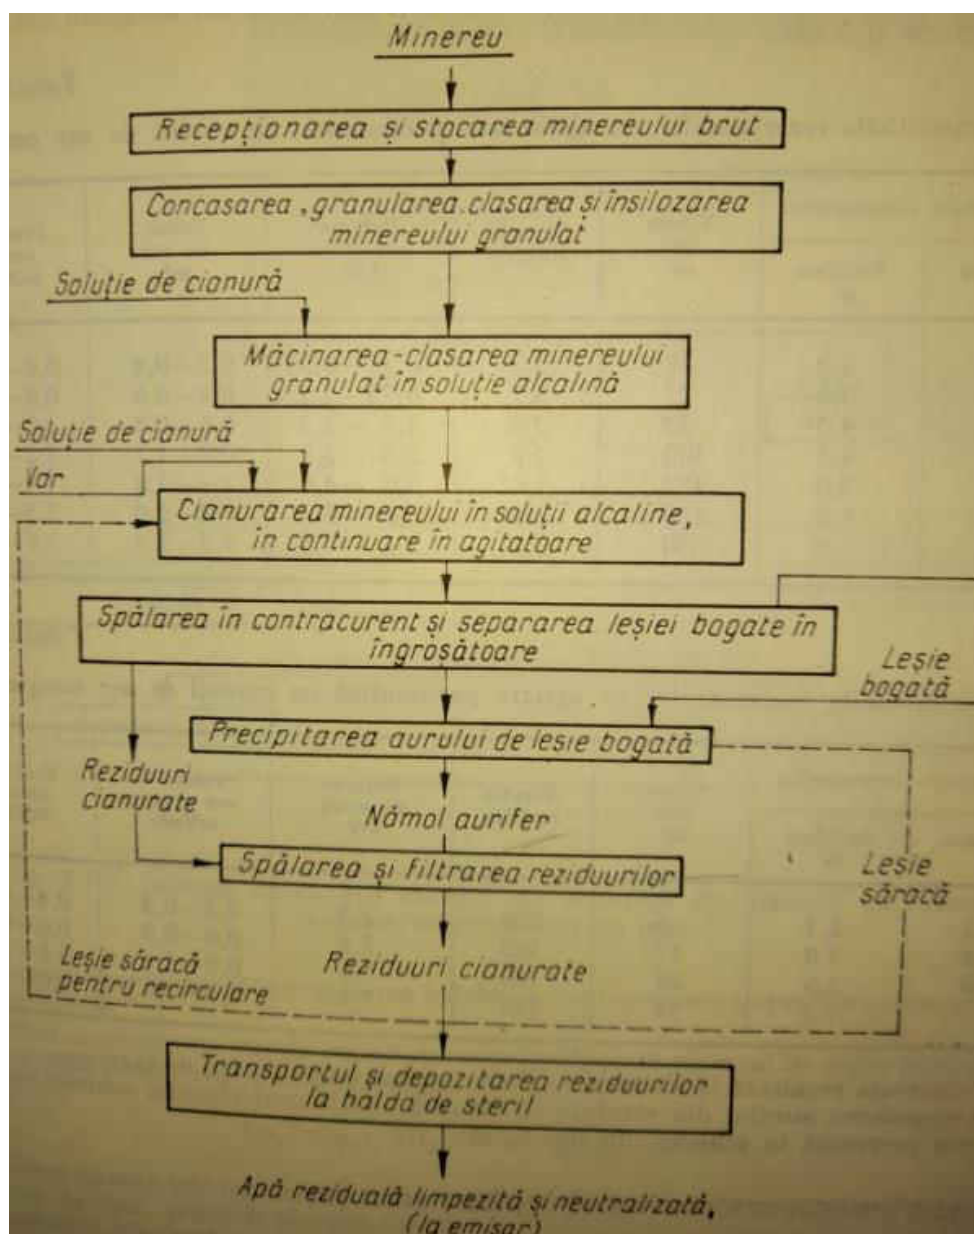 Minereu
Recepționarea și stocarea minereului brut
Concasarea, granularea, clasarea și însilozarea
minereului granulat
Soluție de cianură
Măcinarea-clasarea minereului
granulat în soluție alcalină
Soluție de cianură
Var
Cianurarea minereului în soluții alcaline,
în continuare în agitatoare
Spălarea în contracurent și separarea leșiei bogate în
îngroșătoare
Leșie
bogată
Precipitarea aurului de leșie bogată
Reziduuri
cianurate
Nămol aurifer
Spălarea și filtrarea reziduurilor
Leșie
săracă
Leșie săracă
pentru recirculare
Reziduuri cianurate
Transportul și depozitarea reziduurilor
la halda de steril
Apă reziduală limpezită și neutralizată,
(la emisar)